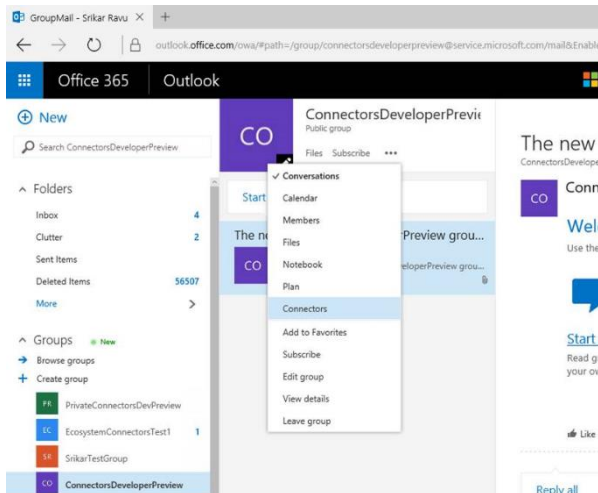 GroupMail - Srikar Ravu
outlook.office.com/owa/#path=/group/connectorsdeveloperpreview@service.microsoft.com/mail&Enabl
Office 365
Outlook
New
Search ConnectorsDeveloperPreview
Folders
Inbox 4
Clutter 2
Sent Items
Deleted Items 56507
More
Groups New
Browse groups
Create group
PR PrivateConnectorsDevPreview
EC EcosystemConnectorsTest1 1
SR SrikarTestGroup
CO ConnectorsDeveloperPreview
CO
ConnectorsDeveloperPrevi
Public group
Files Subscribe •••
Start
The ne
Preview grou...
CO
eloperPreview grou...
Conversations
Calendar
Members
Files
Notebook
Plan
Connectors
Add to Favorites
Subscribe
Edit group
View details
Leave group
The new
ConnectorsDevelope
CO
Conn
Wel
Use the
Start
Read g
your ow
Like
Reply all